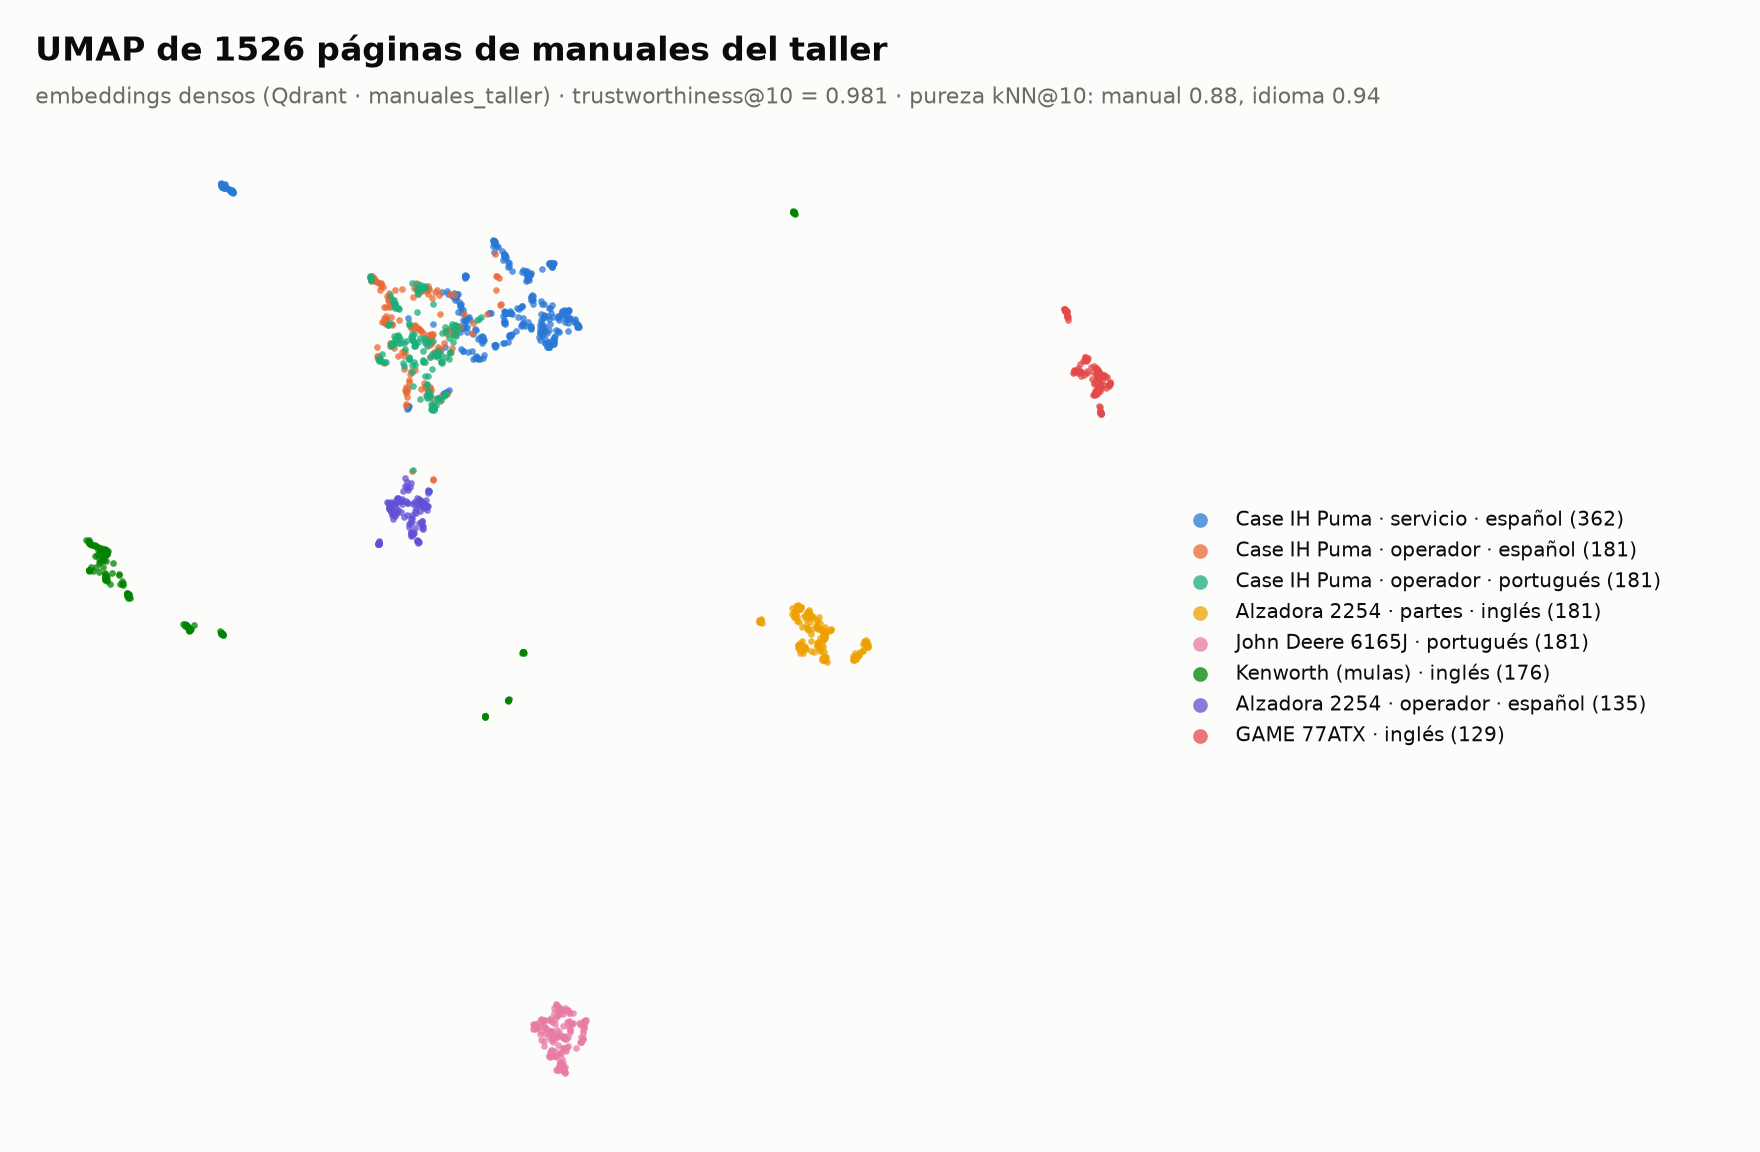 UMAP de 1526 páginas de manuales del taller
embeddings densos (Qdrant · manuales_taller) · trustworthiness@10 = 0.981 · pureza kNN@10: manual 0.88, idioma 0.94
Case IH Puma · servicio · español (362)
Case IH Puma · operador · español (181)
Case IH Puma · operador · portugués (181)
Alzadora 2254 · partes · inglés (181)
John Deere 6165J · portugués (181)
Kenworth (mulas) · inglés (176)
Alzadora 2254 · operador · español (135)
GAME 77ATX · inglés (129)